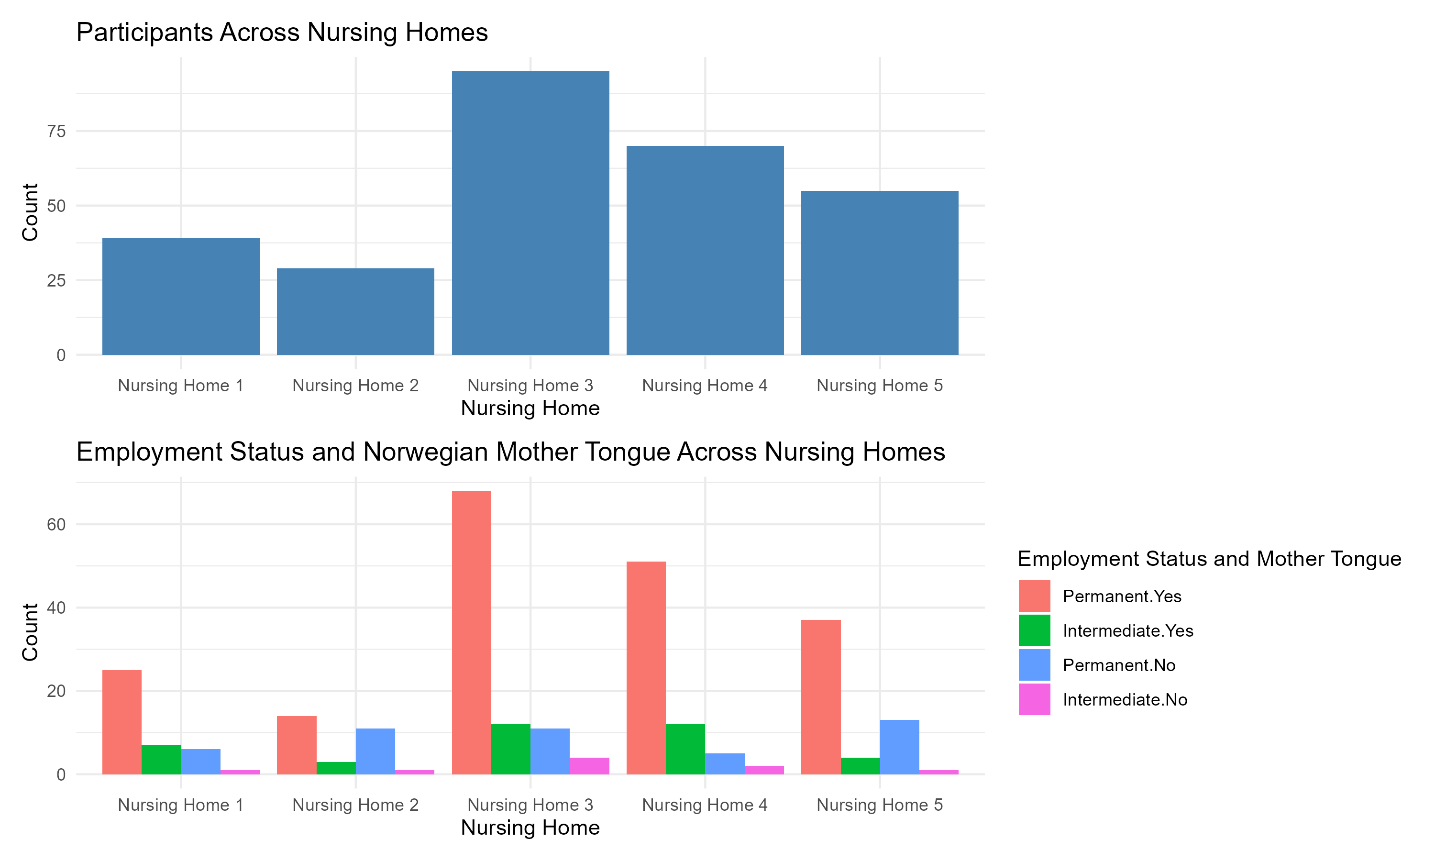 Participants Across Nursing Homes
Count
75
50
25
0
Nursing Home 1
Nursing Home 2
Nursing Home 3
Nursing Home 4
Nursing Home 5
Nursing Home
Employment Status and Norwegian Mother Tongue Across Nursing Homes
Count
60
40
20
0
Nursing Home 1
Nursing Home 2
Nursing Home 3
Nursing Home 4
Nursing Home 5
Nursing Home
Employment Status and Mother Tongue
Permanent.Yes
Intermediate.Yes
Permanent.No
Intermediate.No